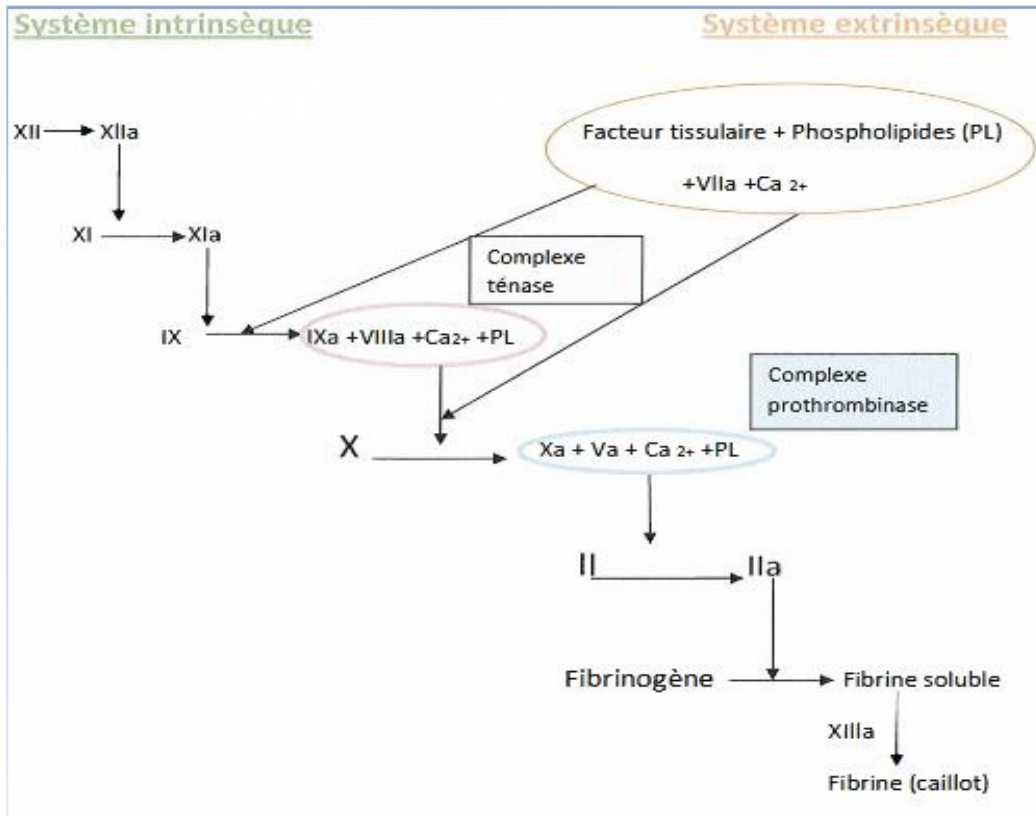 Système intrinsèque
Système extrinsèque
XII XIIa
Facteur tissulaire + Phospholipides (PL)
+VIIa +Ca 2+
XI XIa
Complexe
ténase
IX IXa +VIIIa +Ca2+ +PL
Complexe
prothrombinase
X Xa + Va + Ca 2+ +PL
II IIa
Fibrinogène Fibrine soluble
XIIIa
Fibrine (caillot)